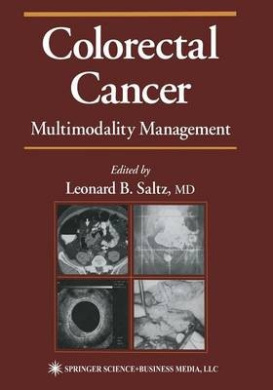 Colorectal
Cancer
Multimodality Management
Edited by
Leonard B. Saltz, MD
SPRINGER SCIENCE+BUSINESS MEDIA, LLC